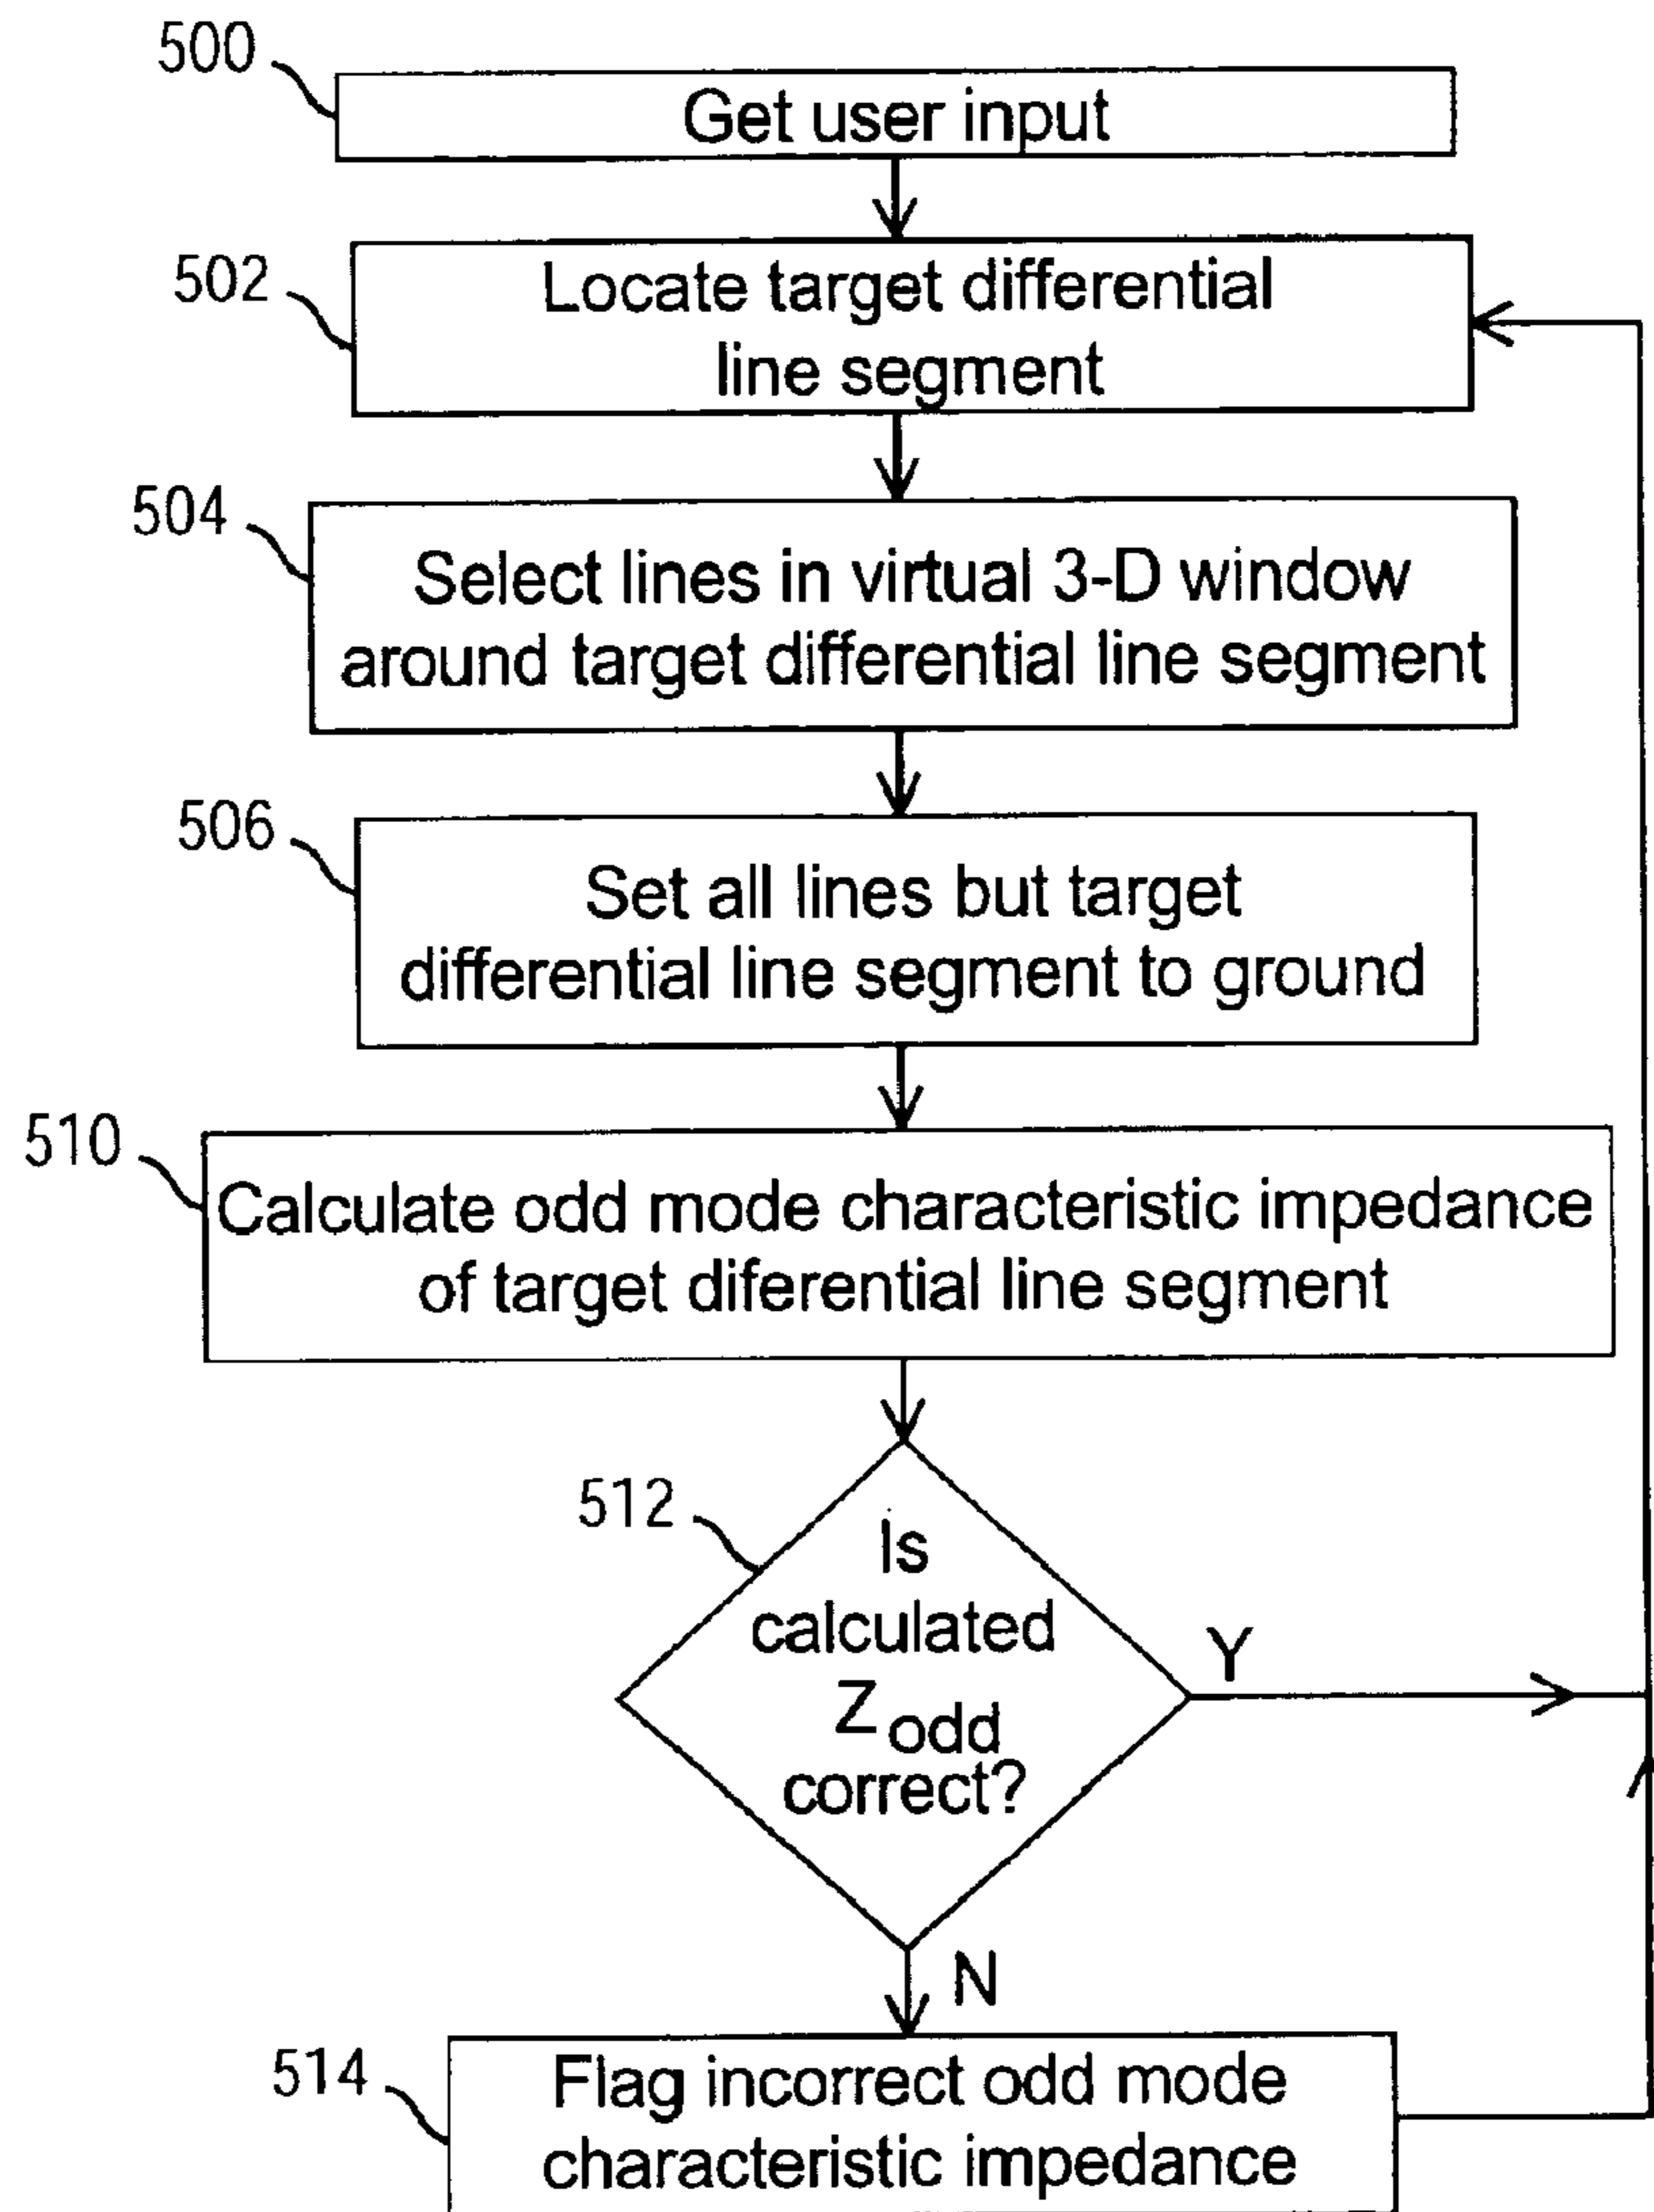 500
Get user input
502
Locate target differential
line segment
504
Select lines in virtual 3-D window
around target differential line segment
506
Set all lines but target
differential line segment to ground
510
Calculate odd mode characteristic impedance
of target diferential line segment
512
Is
calculated
Z odd
correct?
Y
N
514
Flag incorrect odd mode
characteristic impedance